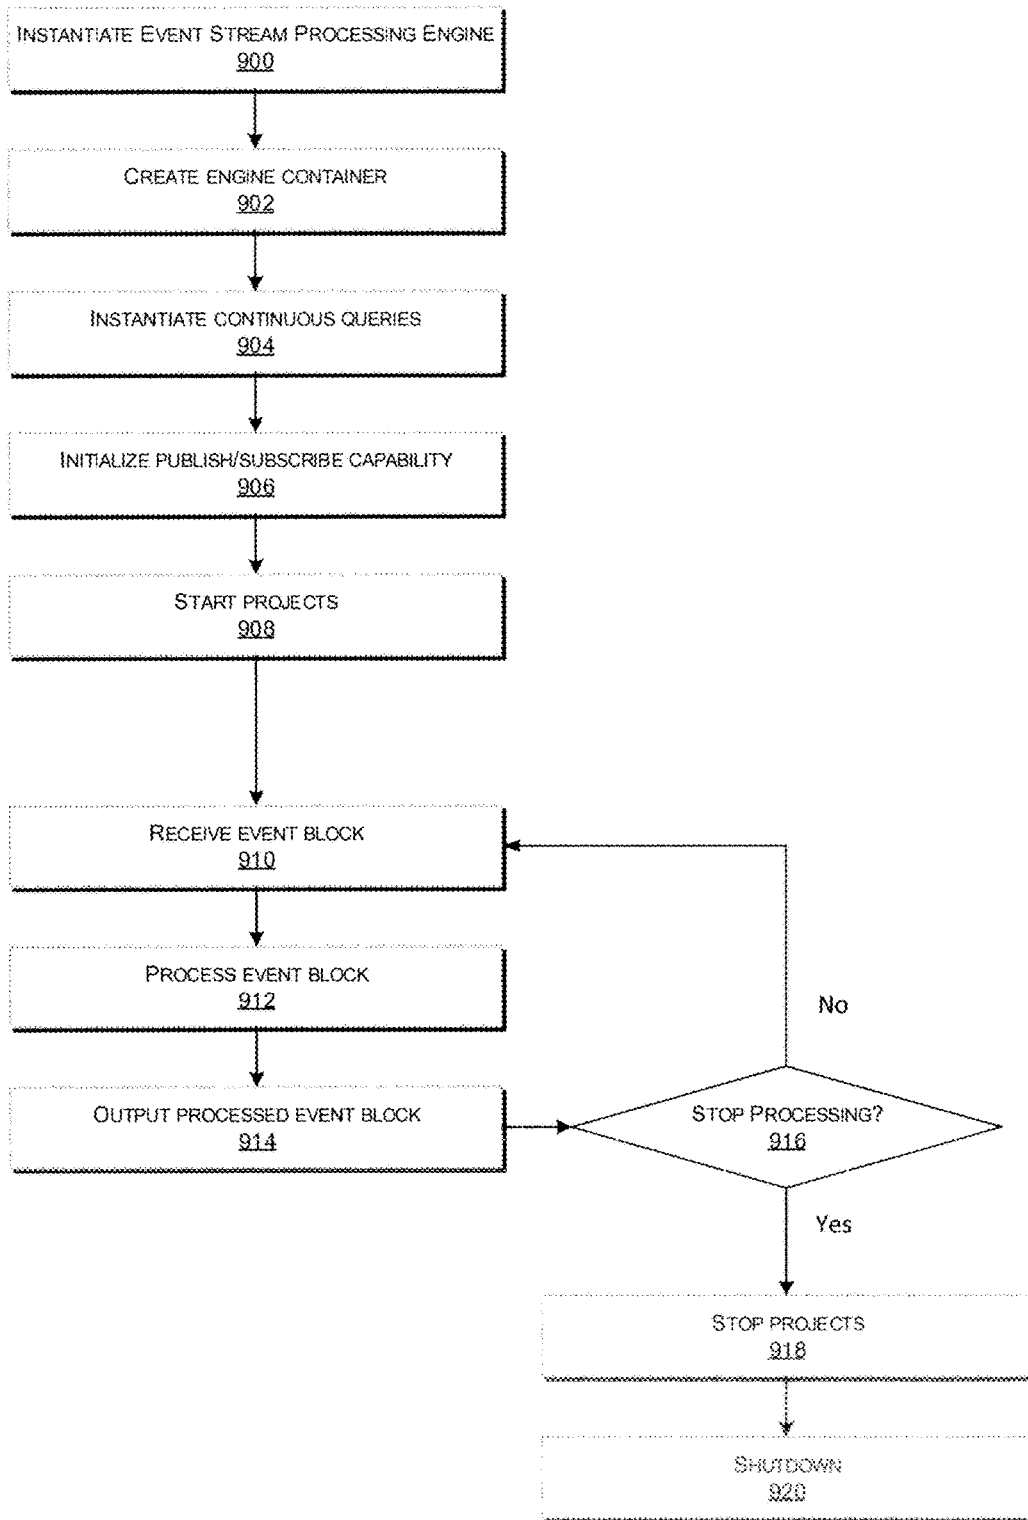 INSTANTIATE EVENT STREAM PROCESSING ENGINE
900
CREATE ENGINE CONTAINER
902
INSTANTIATE CONTINUOUS QUERIES
904
INITIALIZE PUBLISH/SUBSCRIBE CAPABILITY
906
START PROJECTS
908
RECEIVE EVENT BLOCK
910
PROCESS EVENT BLOCK
912
No
OUTPUT PROCESSED EVENT BLOCK
914
STOP PROCESSING?
916
Yes
STOP PROJECTS
918
SHUTDOWN
920